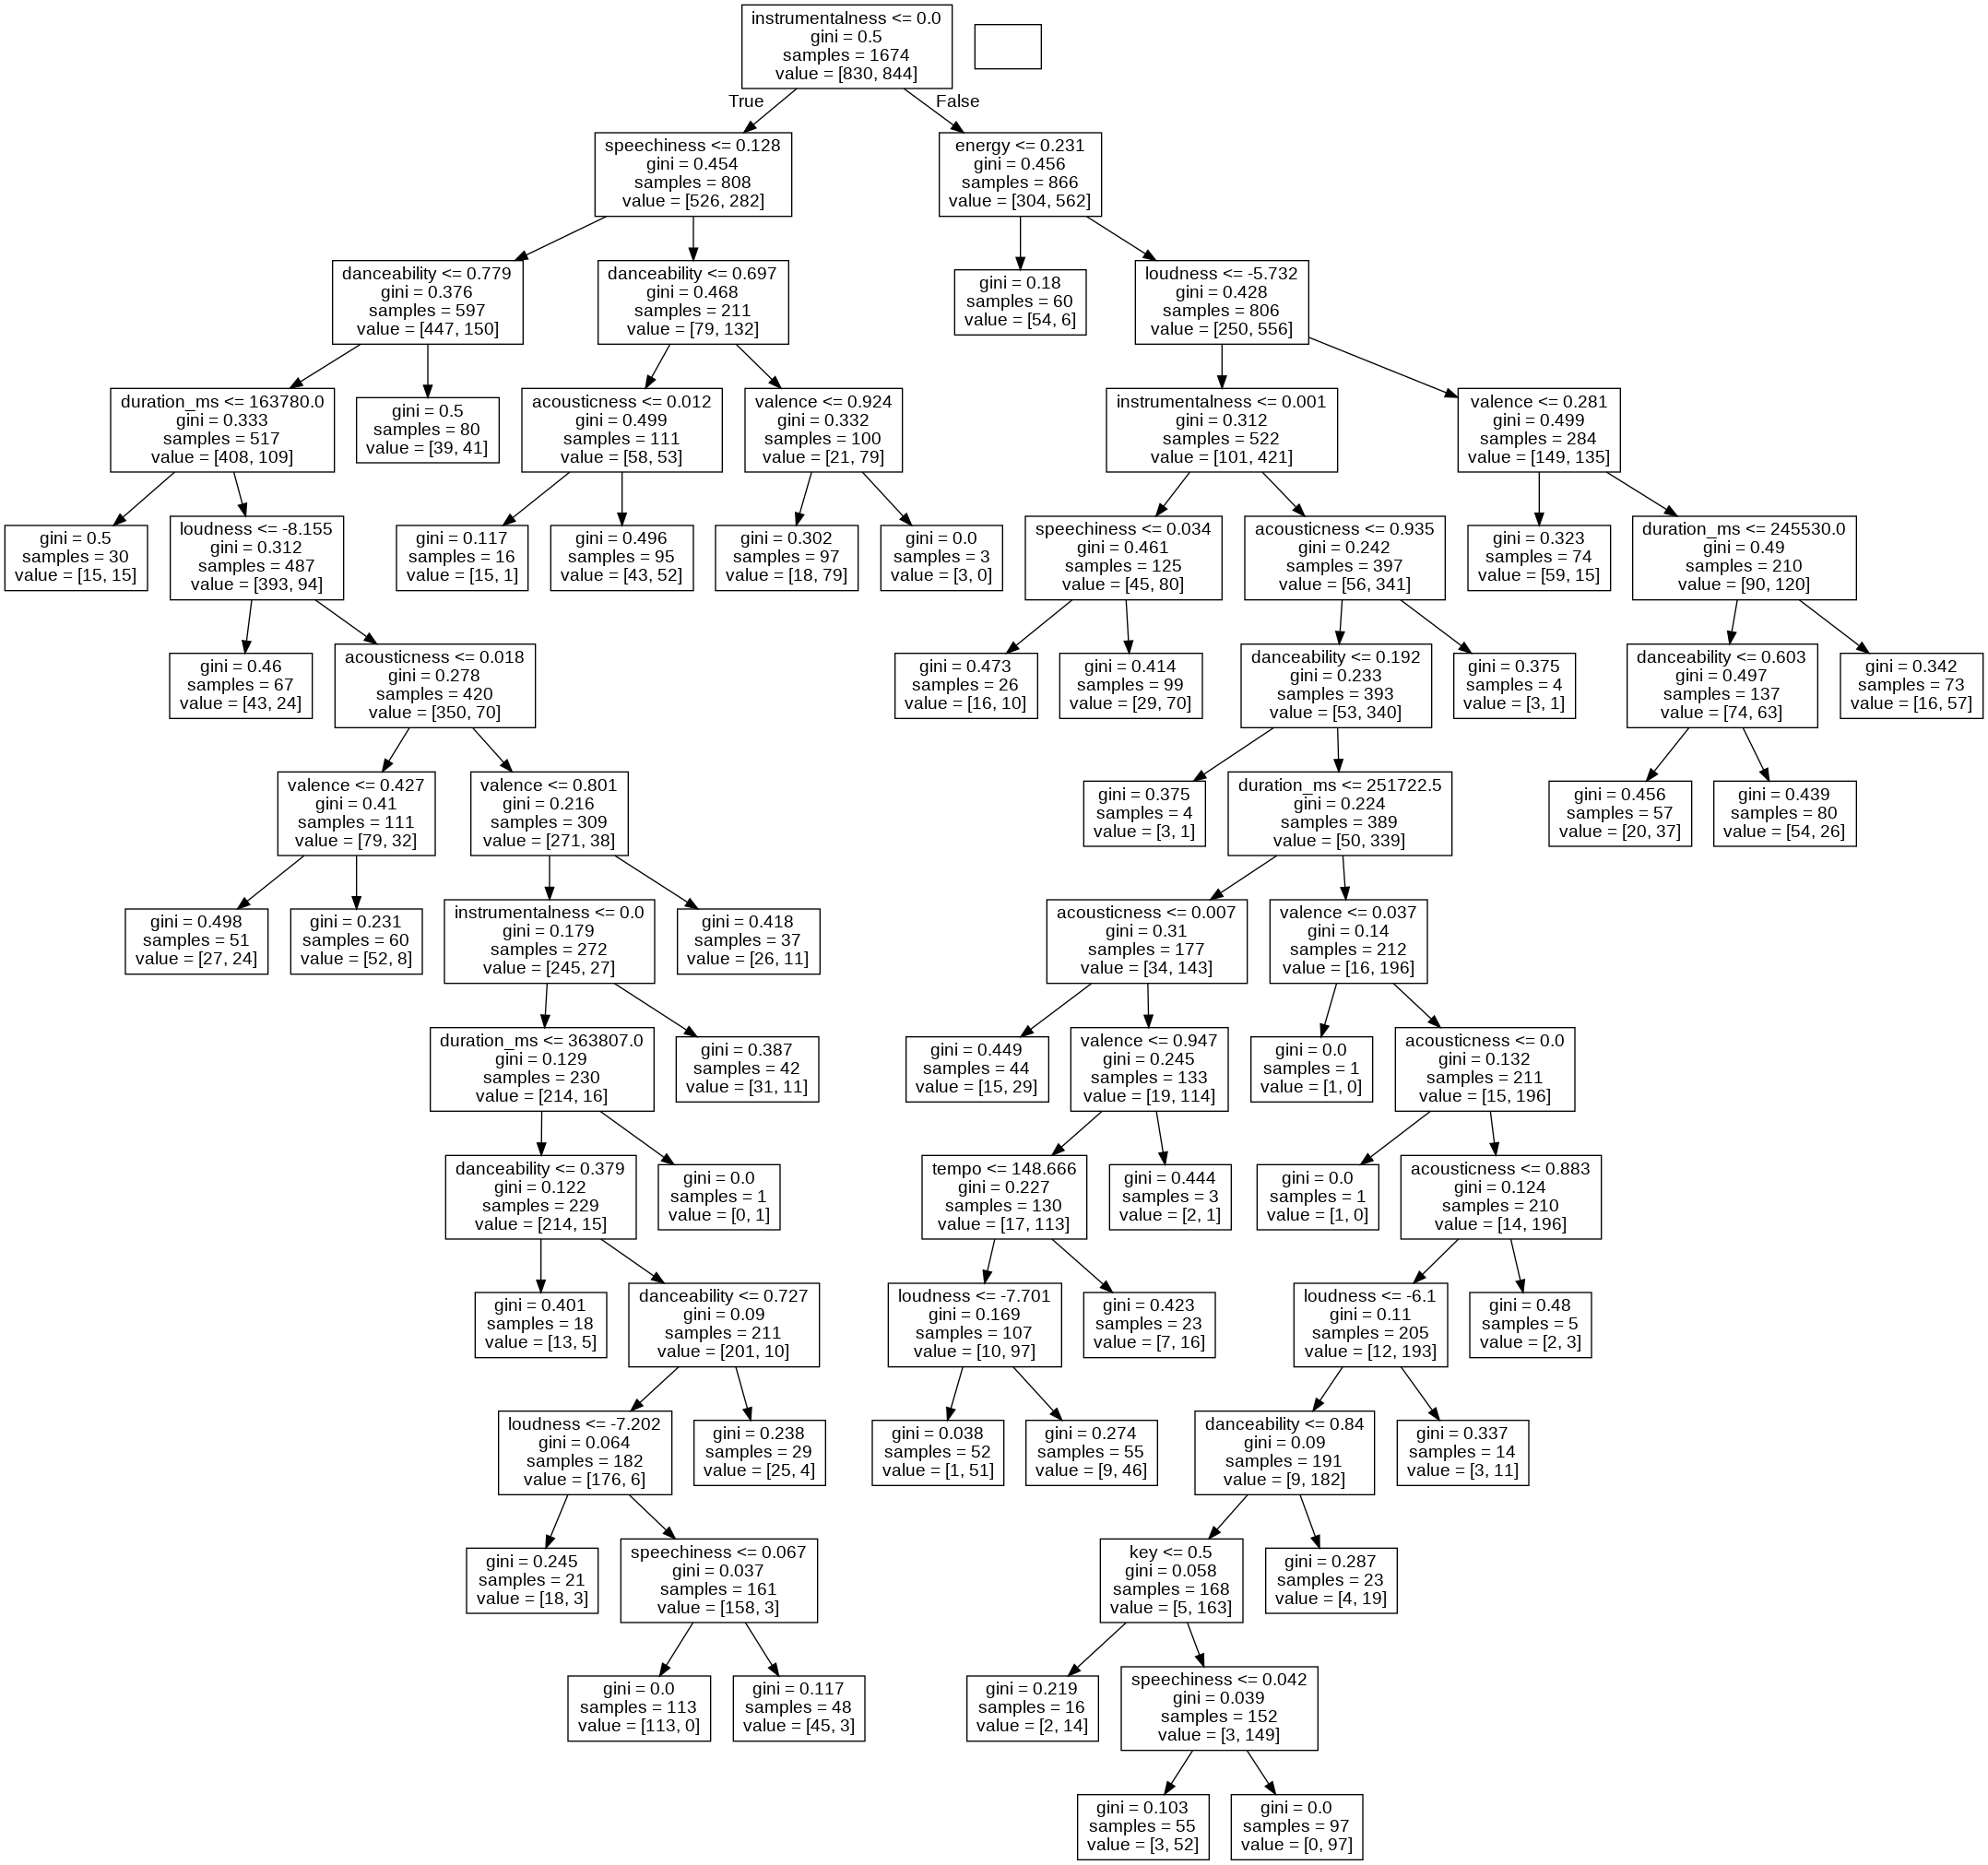 instrumentalness <= 0.0
gini = 0.5
samples = 1674
value = [830, 844]
True
False
speechiness <= 0.128
gini = 0.454
samples = 808
value = [526, 282]
energy <= 0.231
gini = 0.456
samples = 866
value = [304, 562]
danceability <= 0.779
gini = 0.376
samples = 597
value = [447, 150]
danceability <= 0.697
gini = 0.468
samples = 211
value = [79, 132]
gini = 0.18
samples = 60
value = [54, 6]
loudness <= -5.732
gini = 0.428
samples = 806
value = [250, 556]
duration_ms <= 163780.0
gini = 0.333
samples = 517
value = [408, 109]
gini = 0.5
samples = 80
value = [39, 41]
acousticness <= 0.012
gini = 0.499
samples = 111
value = [58, 53]
valence <= 0.924
gini = 0.332
samples = 100
value = [21, 79]
instrumentalness <= 0.001
gini = 0.312
samples = 522
value = [101, 421]
valence <= 0.281
gini = 0.499
samples = 284
value = [149, 135]
gini = 0.5
samples = 30
value = [15, 15]
loudness <= -8.155
gini = 0.312
samples = 487
value = [393, 94]
gini = 0.117
samples = 16
value = [15, 1]
gini = 0.496
samples = 95
value = [43, 52]
gini = 0.302
samples = 97
value = [18, 79]
gini = 0.0
samples = 3
value = [3, 0]
speechiness <= 0.034
gini = 0.461
samples = 125
value = [45, 80]
acousticness <= 0.935
gini = 0.242
samples = 397
value = [56, 341]
gini = 0.323
samples = 74
value = [59, 15]
duration_ms <= 245530.0
gini = 0.49
samples = 210
value = [90, 120]
gini = 0.46
samples = 67
value = [43, 24]
acousticness <= 0.018
gini = 0.278
samples = 420
value = [350, 70]
gini = 0.473
samples = 26
value = [16, 10]
gini = 0.414
samples = 99
value = [29, 70]
danceability <= 0.192
gini = 0.233
samples = 393
value = [53, 340]
gini = 0.375
samples = 4
value = [3, 1]
danceability <= 0.603
gini = 0.497
samples = 137
value = [74, 63]
gini = 0.342
samples = 73
value = [16, 57]
valence <= 0.427
gini = 0.41
samples = 111
value = [79, 32]
valence <= 0.801
gini = 0.216
samples = 309
value = [271, 38]
gini = 0.375
samples = 4
value = [3, 1]
duration_ms <= 251722.5
gini = 0.224
samples = 389
value = [50, 339]
gini = 0.456
samples = 57
value = [20, 37]
gini = 0.439
samples = 80
value = [54, 26]
gini = 0.498
samples = 51
value = [27, 24]
gini = 0.231
samples = 60
value = [52, 8]
instrumentalness <= 0.0
gini = 0.179
samples = 272
value = [245, 27]
gini = 0.418
samples = 37
value = [26, 11]
acousticness <= 0.007
gini = 0.31
samples = 177
value = [34, 143]
valence <= 0.037
gini = 0.14
samples = 212
value = [16, 196]
duration_ms <= 363807.0
gini = 0.129
samples = 230
value = [214, 16]
gini = 0.387
samples = 42
value = [31, 11]
gini = 0.449
samples = 44
value = [15, 29]
valence <= 0.947
gini = 0.245
samples = 133
value = [19, 114]
gini = 0.0
samples = 1
value = [1, 0]
acousticness <= 0.0
gini = 0.132
samples = 211
value = [15, 196]
danceability <= 0.379
gini = 0.122
samples = 229
value = [214, 15]
gini = 0.0
samples = 1
value = [0, 1]
tempo <= 148.666
gini = 0.227
samples = 130
value = [17, 113]
gini = 0.444
samples = 3
value = [2, 1]
gini = 0.0
samples = 1
value = [1, 0]
acousticness <= 0.883
gini = 0.124
samples = 210
value = [14, 196]
gini = 0.401
samples = 18
value = [13, 5]
danceability <= 0.727
gini = 0.09
samples = 211
value = [201, 10]
loudness <= -7.701
gini = 0.169
samples = 107
value = [10, 97]
gini = 0.423
samples = 23
value = [7, 16]
loudness <= -6.1
gini = 0.11
samples = 205
value = [12, 193]
gini = 0.48
samples = 5
value = [2, 3]
loudness <= -7.202
gini = 0.064
samples = 182
value = [176, 6]
gini = 0.238
samples = 29
value = [25, 4]
gini = 0.038
samples = 52
value = [1, 51]
gini = 0.274
samples = 55
value = [9, 46]
danceability <= 0.84
gini = 0.09
samples = 191
value = [9, 182]
gini = 0.337
samples = 14
value = [3, 11]
gini = 0.245
samples = 21
value = [18, 3]
speechiness <= 0.067
gini = 0.037
samples = 161
value = [158, 3]
key <= 0.5
gini = 0.058
samples = 168
value = [5, 163]
gini = 0.287
samples = 23
value = [4, 19]
gini = 0.0
samples = 113
value = [113, 0]
gini = 0.117
samples = 48
value = [45, 3]
gini = 0.219
samples = 16
value = [2, 14]
speechiness <= 0.042
gini = 0.039
samples = 152
value = [3, 149]
gini = 0.103
samples = 55
value = [3, 52]
gini = 0.0
samples = 97
value = [0, 97]